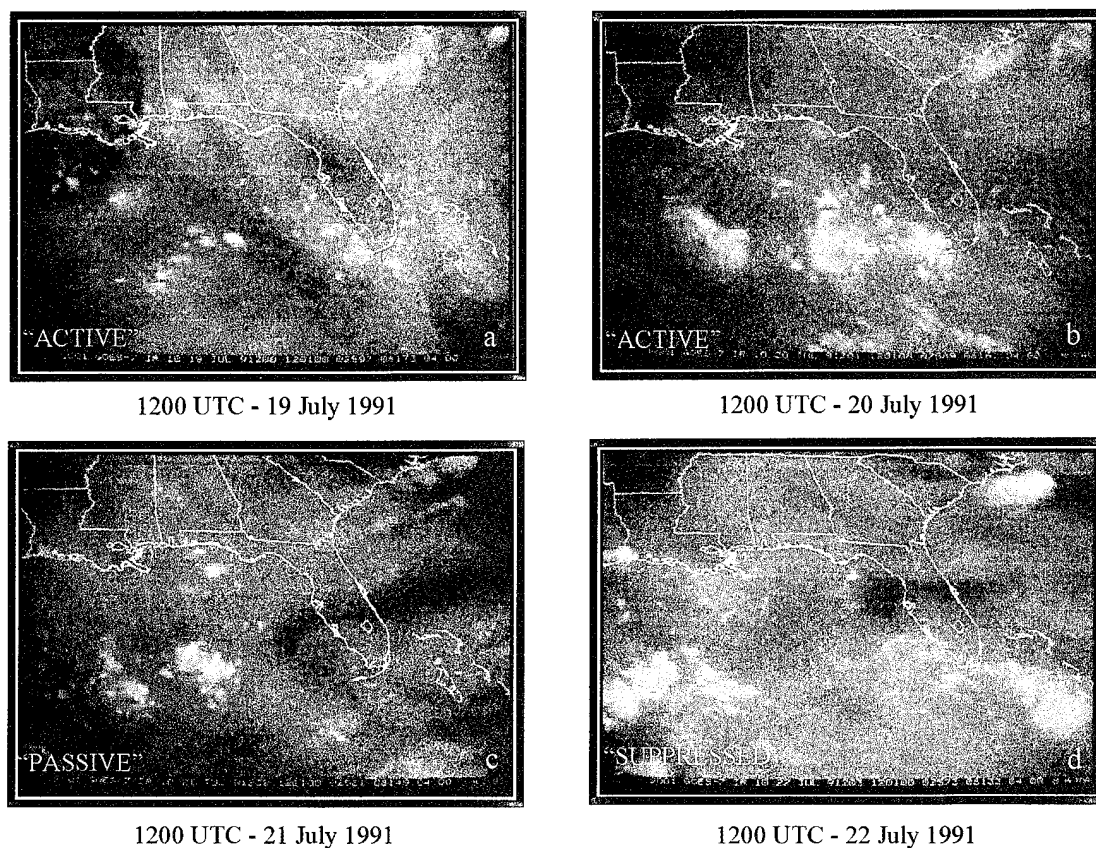 "ACTIVE"
a
1200 UTC - 19 July 1991
"ACTIVE"
b
1200 UTC - 20 July 1991
"PASSIVE"
c
1200 UTC - 21 July 1991
"SUPPRESSED
d
1200 UTC - 22 July 1991